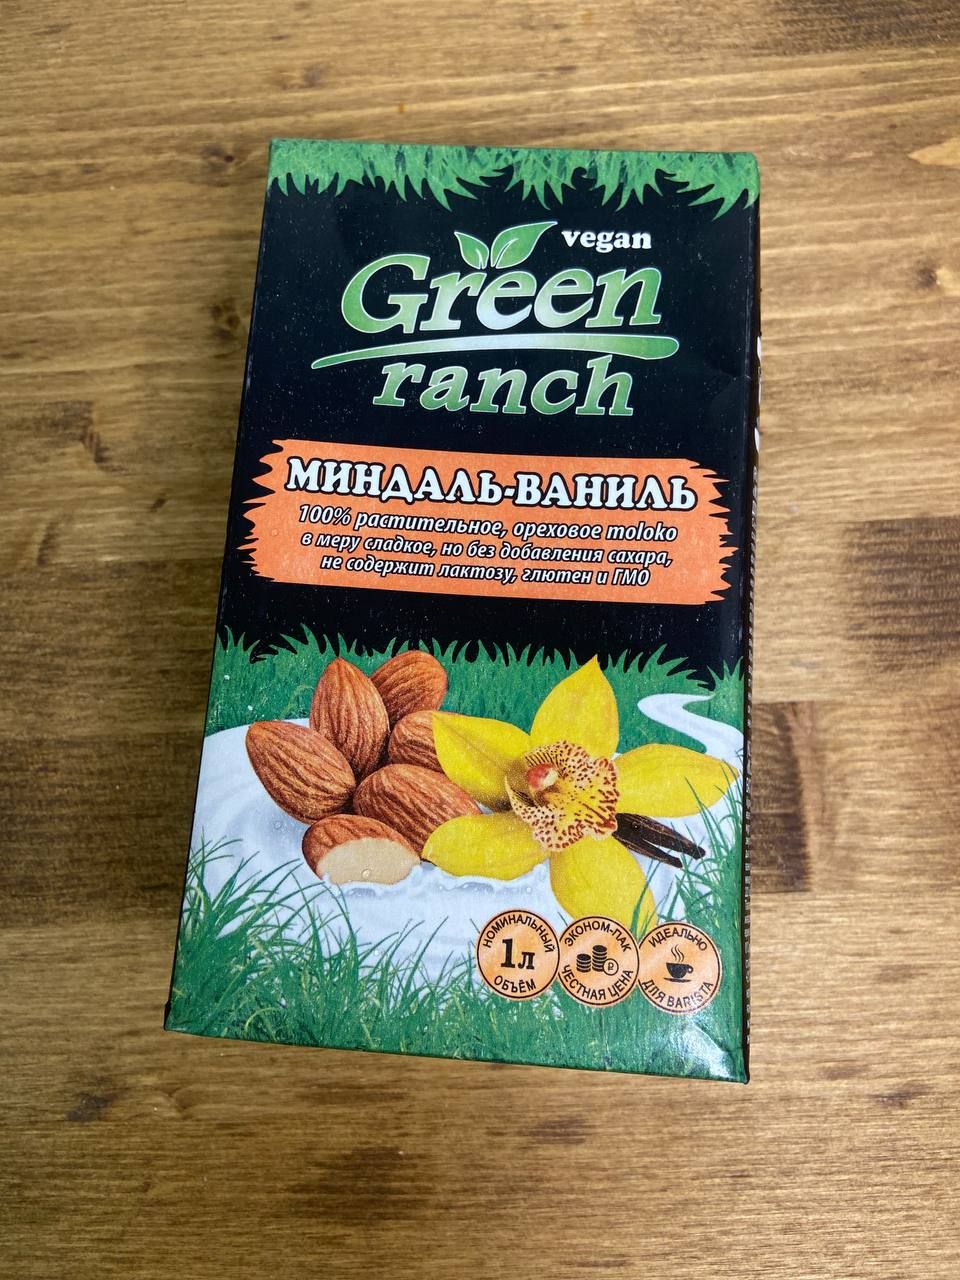 vegan
Green
ranch
МИНДАЛЬ-ВАНИЛЬ
100% растительное, ореховое moloko
в меру сладкое, но без добавления сахара,
не содержит лактозу, глютен и ГМО
НОМИНАЛЬНЫЙ
1л
ОБЪЁМ
ЭКОНОМ-ПАК
₽
ЧЕСТНАЯ ЦЕНА
ИДЕАЛЬНО
ДЛЯ BARISTA